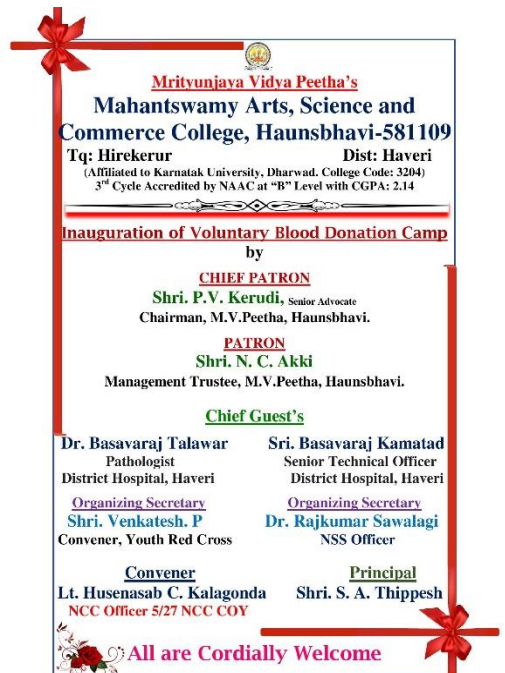 Mrityunjaya Vidya Peetha's
Mahantswamy Arts, Science and
Commerce College, Haunsbhavi-581109
Tq: Hirekerur Dist: Haveri
(Affiliated to Karnatak University, Dharwad. College Code: 3204)
3rd Cycle Accredited by NAAC at “B” Level with CGPA: 2.14
Inauguration of Voluntary Blood Donation Camp
by
CHIEF PATRON
Shri. P.V. Kerudi, Senior Advocate
Chairman, M.V.Peetha, Haunsbhavi.
PATRON
Shri. N. C. Akki
Management Trustee, M.V.Peetha, Haunsbhavi.
Chief Guest's
Dr. Basavaraj Talawar
Pathologist
District Hospital, Haveri
Sri. Basavaraj Kamatad
Senior Technical Officer
District Hospital, Haveri
Organizing Secretary
Shri. Venkatesh. P
Convener, Youth Red Cross
Organizing Secretary
Dr. Rajkumar Sawalagi
NSS Officer
Convener
Lt. Husenasab C. Kalagonda
NCC Officer 5/27 NCC COY
Principal
Shri. S. A. Thippesh
All are Cordially Welcome